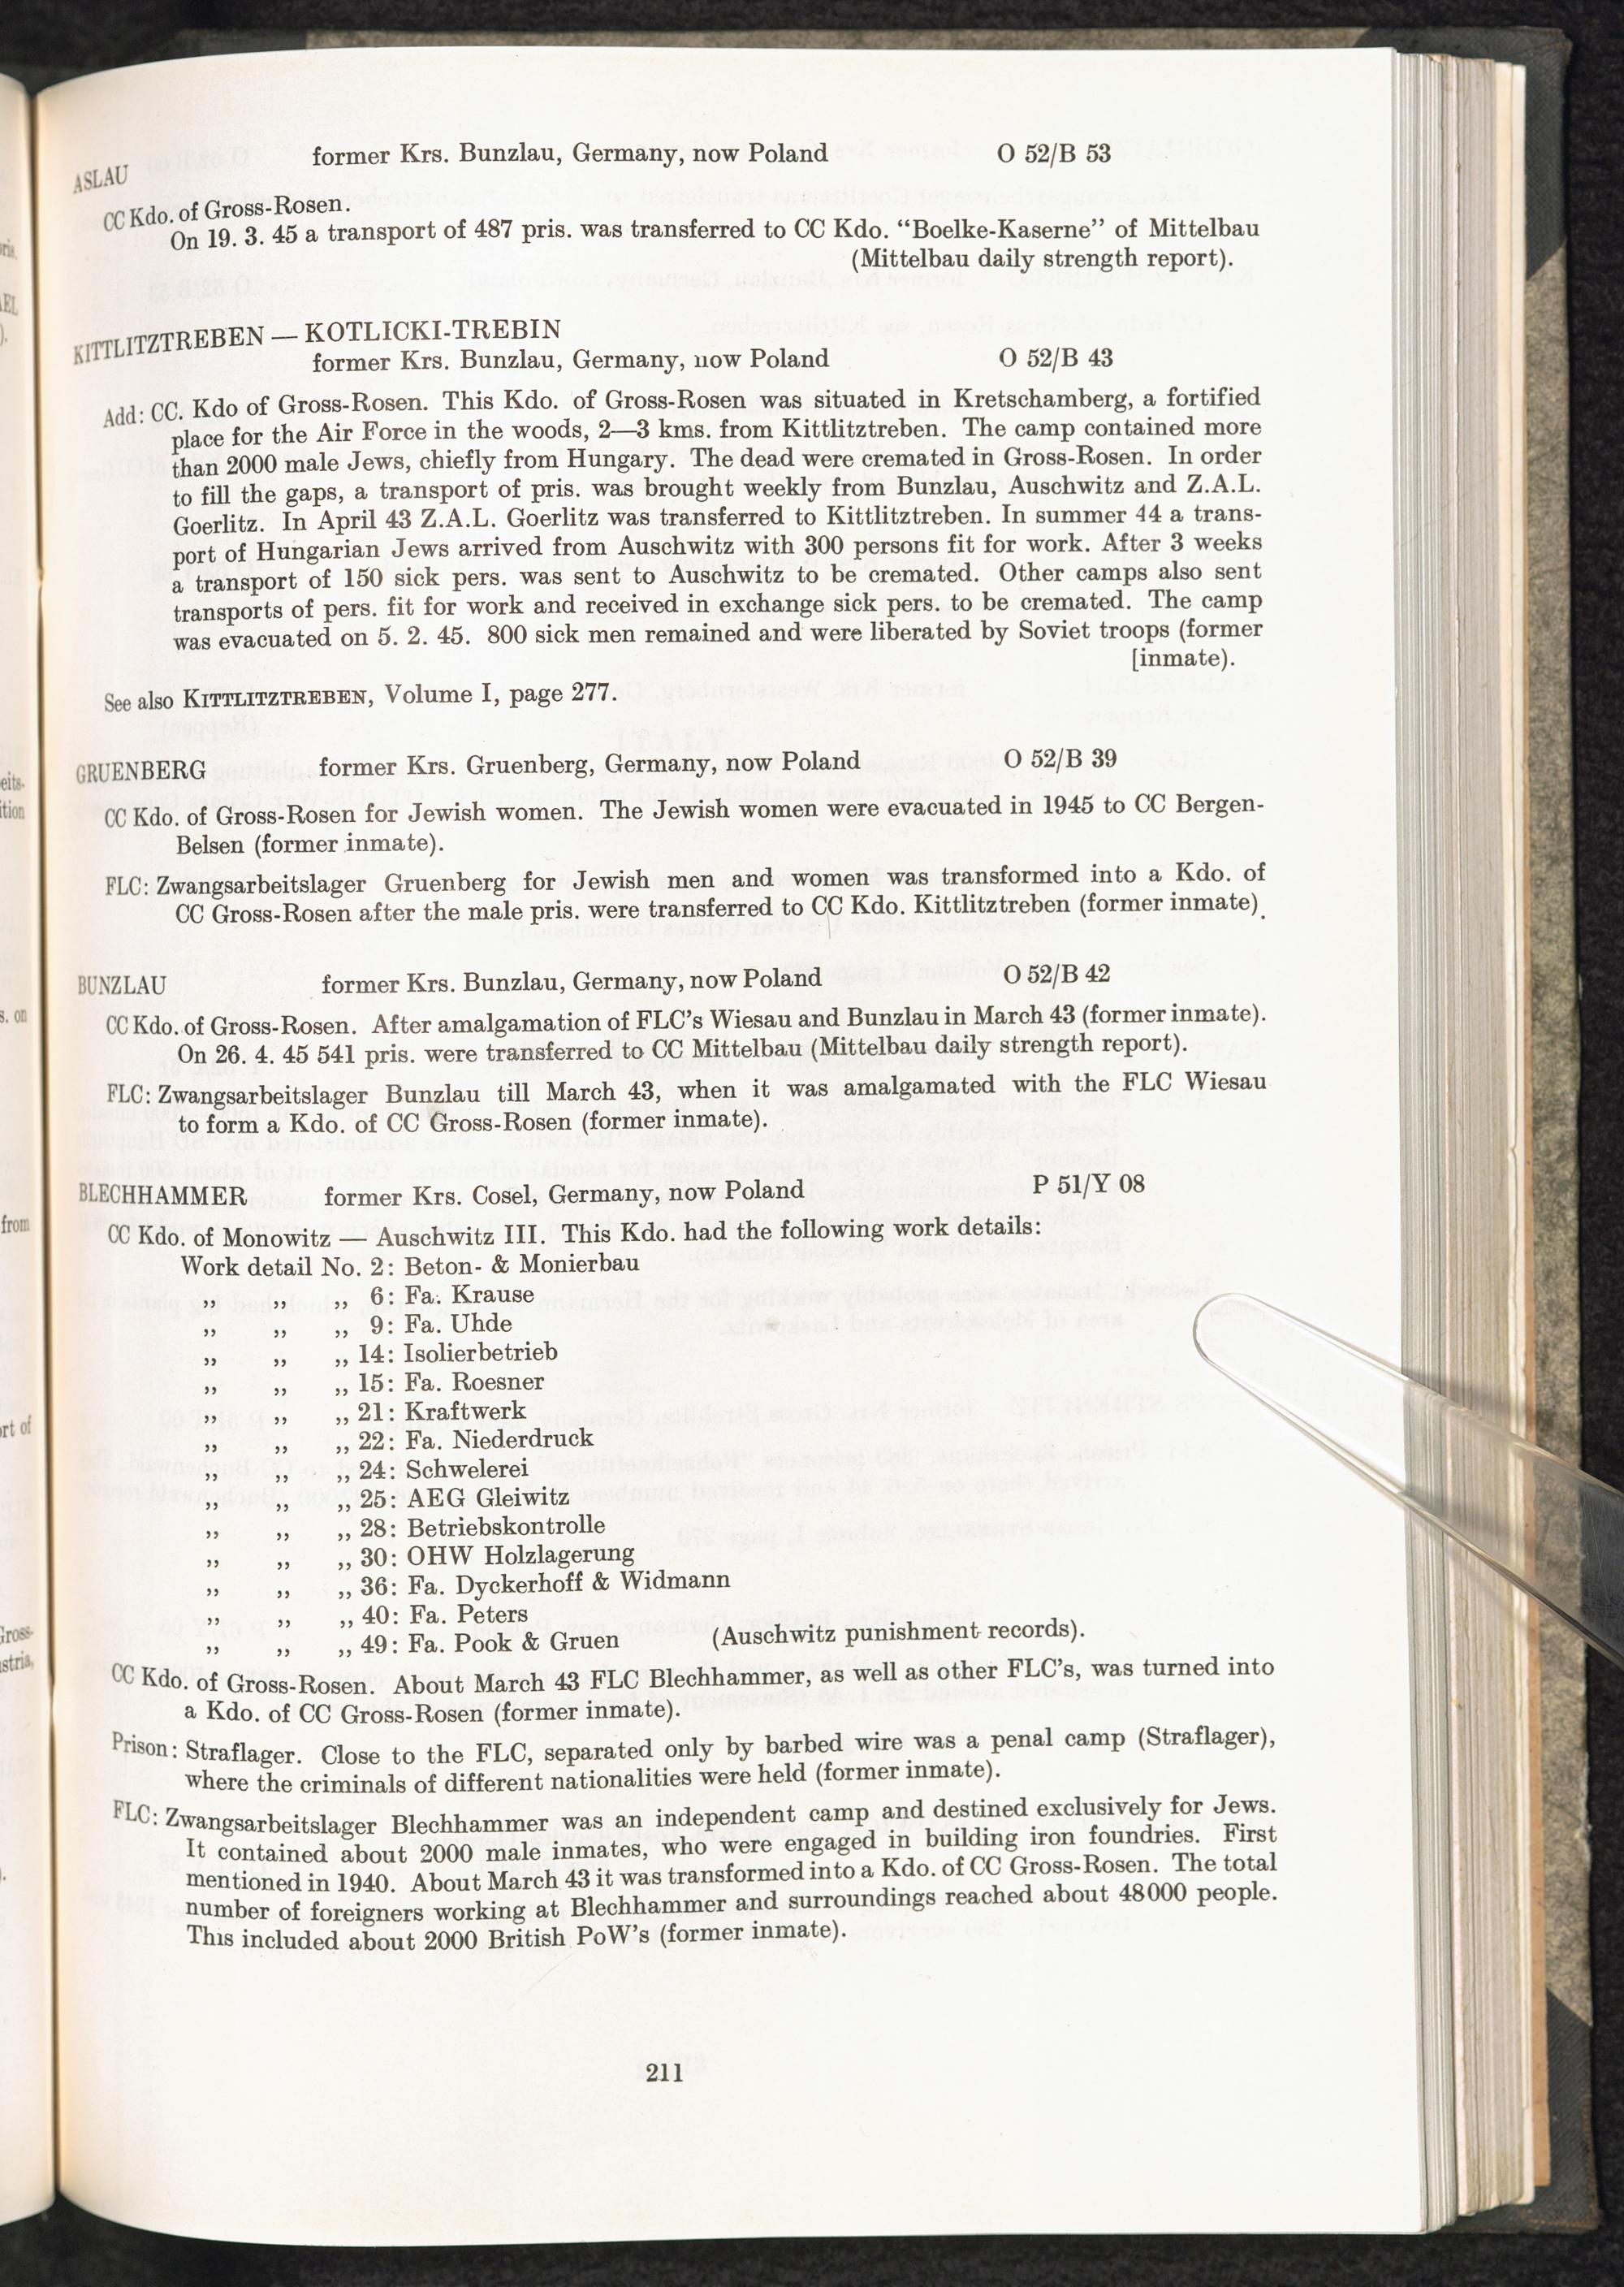 ASLAU former Krs. Bunzlau, Germany, now Poland O 52/B 53
CC Kdo. of Gross-Rosen.
On 19. 3. 45 a transport of 487 pris. was transferred to CC Kdo. “Boelke-Kaserne” of Mittelbau
(Mittelbau daily strength report).
KITTLITZTREBEN — KOTLICKI-TREBIN
former Krs. Bunzlau, Germany, now Poland O 52/B 43
Add: CC. Kdo of Gross-Rosen. This Kdo. of Gross-Rosen was situated in Kretschamberg, a fortified
place for the Air Force in the woods, 2—3 kms. from Kittlitztreben. The camp contained more
than 2000 male Jews, chiefly from Hungary. The dead were cremated in Gross-Rosen. In order
to fill the gaps, a transport of pris. was brought weekly from Bunzlau, Auschwitz and Z.A.L.
Goerlitz. In April 43 Z.A.L. Goerlitz was transferred to Kittlitztreben. In summer 44 a trans-
port of Hungarian Jews arrived from Auschwitz with 300 persons fit for work. After 3 weeks
a transport of 150 sick pers. was sent to Auschwitz to be cremated. Other camps also sent
transports of pers. fit for work and received in exchange sick pers. to be cremated. The camp
was evacuated on 5. 2. 45. 800 sick men remained and were liberated by Soviet troops (former
[inmate).
See also KITTLITZTREBEN, Volume I, page 277.
GRUENBERG former Krs. Gruenberg, Germany, now Poland O 52/B 39
CC Kdo. of Gross-Rosen for Jewish women. The Jewish women were evacuated in 1945 to CC Bergen-
Belsen (former inmate).
FLC: Zwangsarbeitslager Gruenberg for Jewish men and women was transformed into a Kdo. of
CC Gross-Rosen after the male pris. were transferred to CC Kdo. Kittlitztreben (former inmate).
BUNZLAU former Krs. Bunzlau, Germany, now Poland O 52/B 42
CC Kdo. of Gross-Rosen. After amalgamation of FLC’s Wiesau and Bunzlau in March 43 (former inmate).
On 26. 4. 45 541 pris. were transferred to CC Mittelbau (Mittelbau daily strength report).
FLC: Zwangsarbeitslager Bunzlau till March 43, when it was amalgamated with the FLC Wiesau
to form a Kdo. of CC Gross-Rosen (former inmate).
BLECHHAMMER former Krs. Cosel, Germany, now Poland P 51/Y 08
CC Kdo. of Monowitz — Auschwitz III. This Kdo. had the following work details:
Work detail No. 2: Beton- & Monierbau
„ „ „ 6: Fa. Krause
„ „ „ 9: Fa. Uhde
„ „ „ 14: Isolierbetrieb
„ „ „ 15: Fa. Roesner
„ „ „ 21: Kraftwerk
„ „ „ 22: Fa. Niederdruck
„ „ „ 24: Schwelerei
„ „ „ 25: AEG Gleiwitz
„ „ „ 28: Betriebskontrolle
„ „ „ 30: OHW Holzlagerung
„ „ „ 36: Fa. Dyckerhoff & Widmann
„ „ „ 40: Fa. Peters
„ „ „ 49: Fa. Pook & Gruen (Auschwitz punishment records).
CC Kdo. of Gross-Rosen. About March 43 FLC Blechhammer, as well as other FLC’s, was turned into
a Kdo. of CC Gross-Rosen (former inmate).
Prison: Straflager. Close to the FLC, separated only by barbed wire was a penal camp (Straflager),
where the criminals of different nationalities were held (former inmate).
FLC: Zwangsarbeitslager Blechhammer was an independent camp and destined exclusively for Jews.
It contained about 2000 male inmates, who were engaged in building iron foundries. First
mentioned in 1940. About March 43 it was transformed into a Kdo. of CC Gross-Rosen. The total
number of foreigners working at Blechhammer and surroundings reached about 48000 people.
This included about 2000 British PoW’s (former inmate).
211